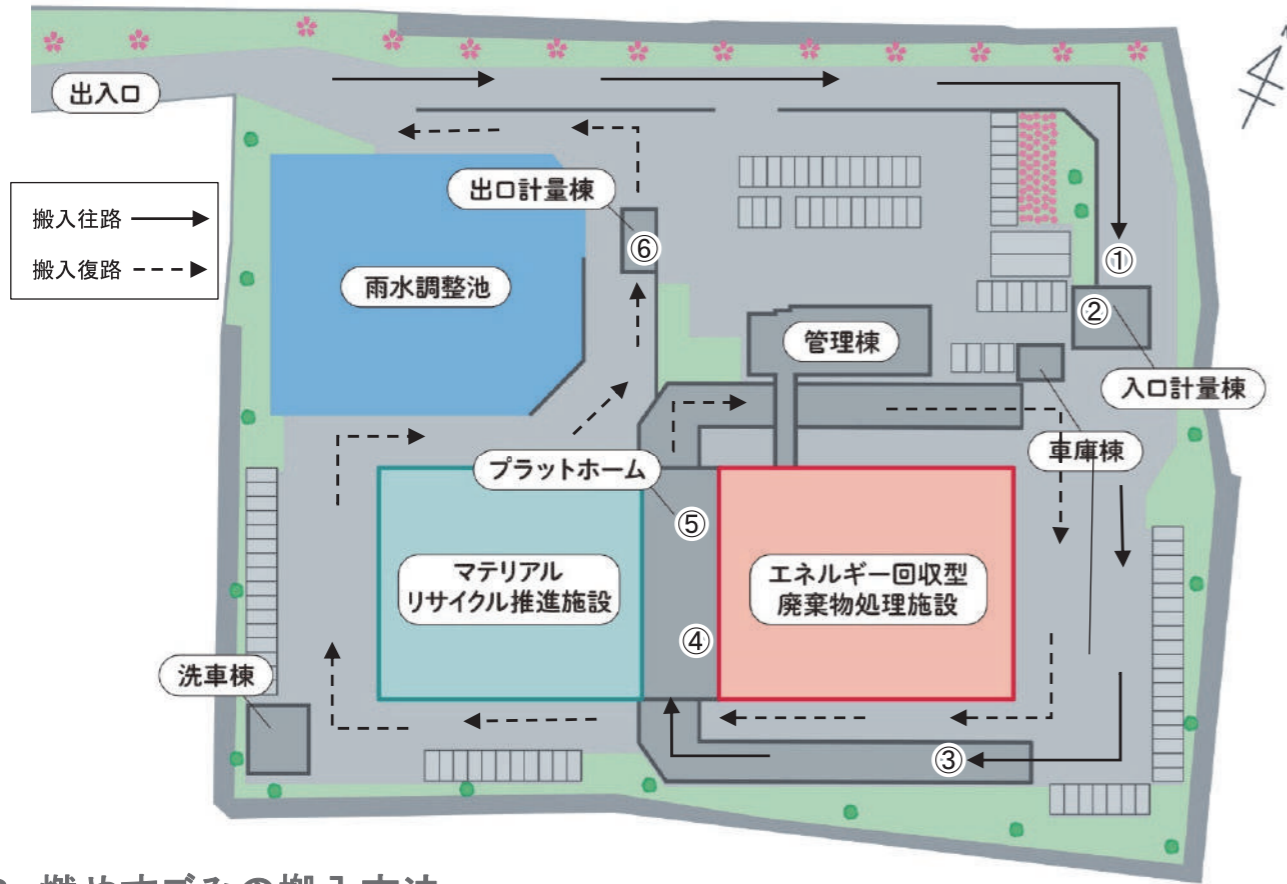 出入口
搬入往路
搬入復路
出口計量棟
⑥
①
②
雨水調整池
管理棟
入口計量棟
車庫棟
プラットホーム
⑤
マテリアル
リサイクル推進施設
エネルギー回収型
廃棄物処理施設
④
洗車棟
③